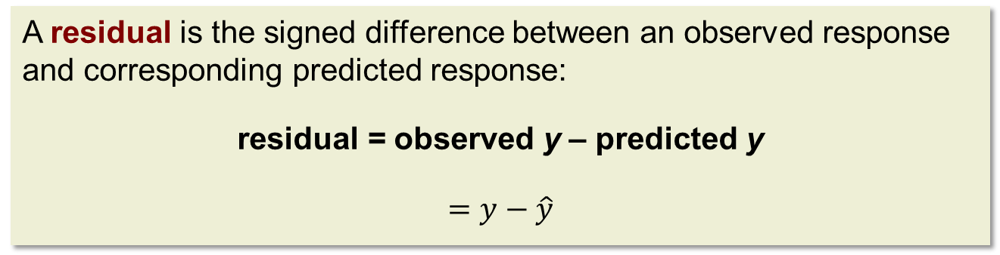 A residual is the signed difference between an observed response
and corresponding predicted response:
residual = observed y – predicted y
= y − ŷ